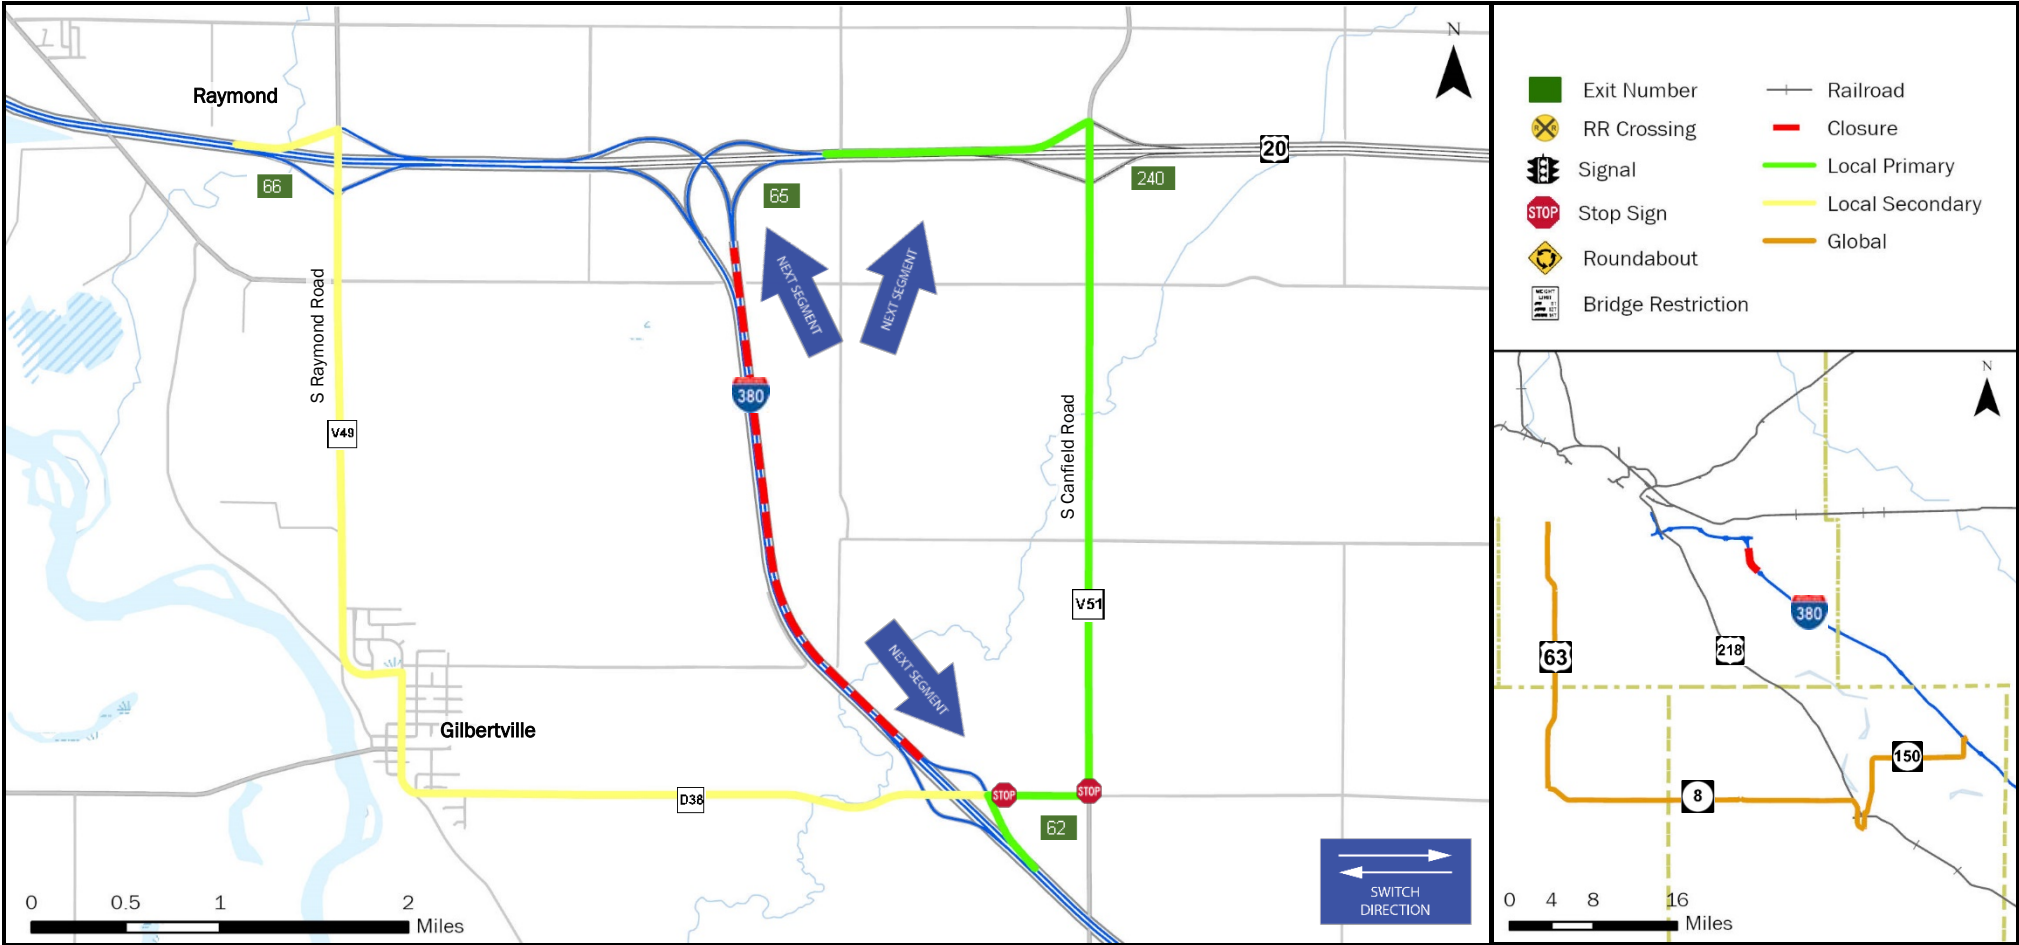 N
Raymond
20
66
65
240
NEXT SEGMENT
NEXT SEGMENT
S Raymond Road
380
S Canfield Road
V49
V51
NEXT SEGMENT
Gilbertville
D38
STOP
STOP
62
0 0.5 1 2
Miles
SWITCH
DIRECTION
Exit Number
RR Crossing
Signal
STOP
Stop Sign
Roundabout
WEIGHT
LIMIT
Bridge Restriction
Railroad
Closure
Local Primary
Local Secondary
Global
N
380
63
218
150
8
0 4 8 16
Miles